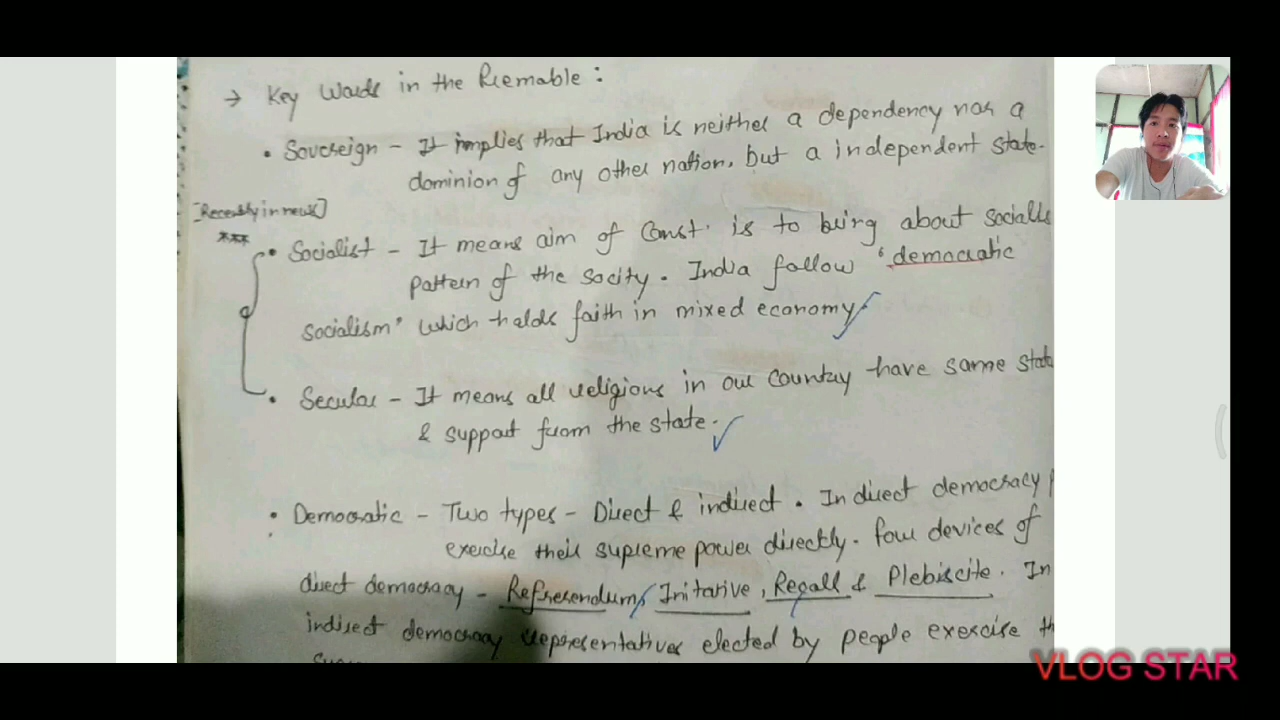 → Key Words in the Preamble :
• Sovereign - It implies that India is neither a dependency nor a
dominion of any other nation, but a independent state.
[Recently in news]
***
• Socialist - It means aim of Const. is to bring about socialis
pattern of the socity. India follow 'democratic
socialism' which holds faith in mixed economy
• Secular - It means all religions in our country have same stat
& support from the state.
• Democratic - Two types - Direct & indirect. In direct democracy p
exercise their supreme power directly. four devices of
direct democracy - Refresendum, Initative, Recall & Plebiscite. In
indirect democracy representatives elected by people exercise th
VLOG STAR